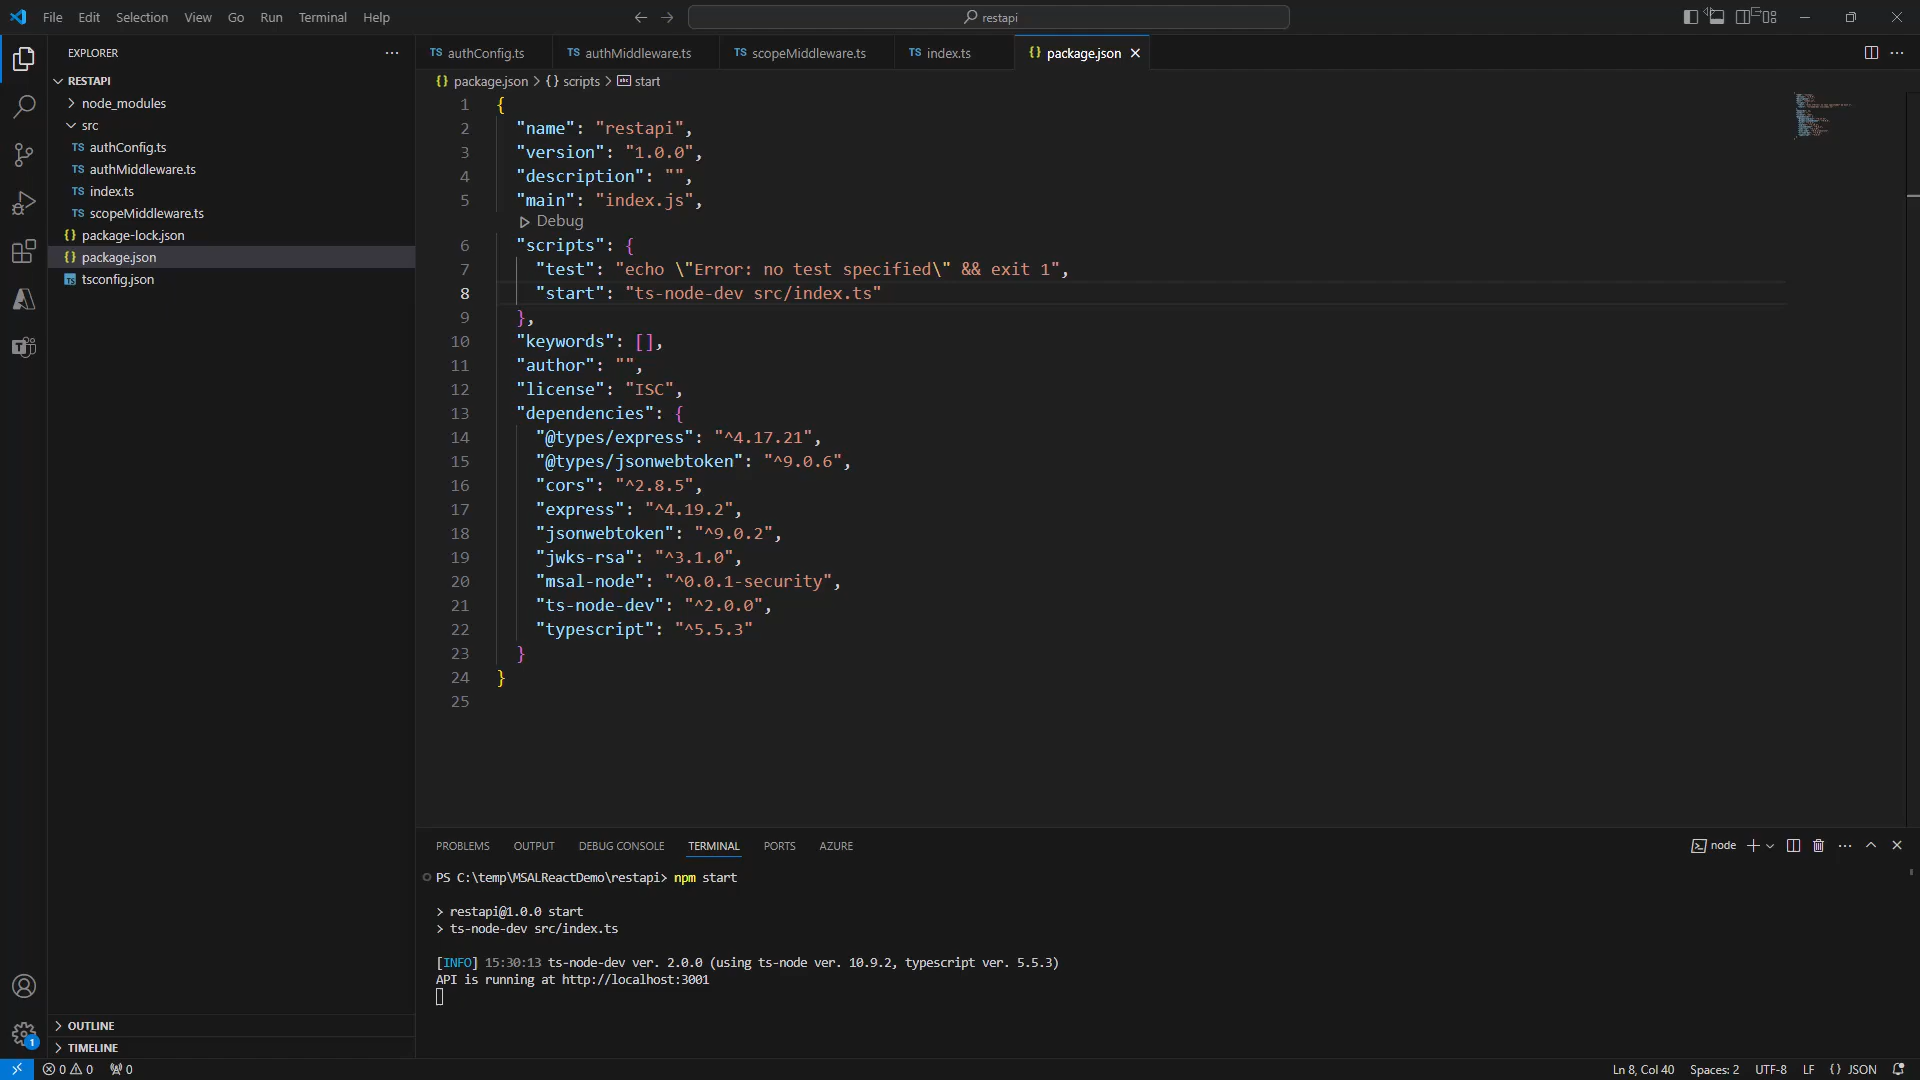 File Edit Selection View Go Run Terminal Help
restapi
EXPLORER
RESTAPI
node_modules
src
TS authConfig.ts
TS authMiddleware.ts
TS index.ts
TS scopeMiddleware.ts
{} package-lock.json
{} package.json
TS tsconfig.json
OUTLINE
TIMELINE
TS authConfig.ts
TS authMiddleware.ts
TS scopeMiddleware.ts
TS index.ts
{} package.json
{} package.json > {} scripts > abc start
1 {
2 "name": "restapi",
3 "version": "1.0.0",
4 "description": "",
5 "main": "index.js",
Debug
6 "scripts": {
7 "test": "echo \"Error: no test specified\" && exit 1",
8 "start": "ts-node-dev src/index.ts"
9 },
10 "keywords": [],
11 "author": "",
12 "license": "ISC",
13 "dependencies": {
14 "@types/express": "^4.17.21",
15 "@types/jsonwebtoken": "^9.0.6",
16 "cors": "^2.8.5",
17 "express": "^4.19.2",
18 "jsonwebtoken": "^9.0.2",
19 "jwks-rsa": "^3.1.0",
20 "msal-node": "^0.0.1-security",
21 "ts-node-dev": "^2.0.0",
22 "typescript": "^5.5.3"
23 }
24 }
25
PROBLEMS OUTPUT DEBUG CONSOLE TERMINAL PORTS AZURE
node
PS C:\temp\MSALReactDemo\restapi> npm start
> restapi@1.0.0 start
> ts-node-dev src/index.ts
[INFO] 15:30:13 ts-node-dev ver. 2.0.0 (using ts-node ver. 10.9.2, typescript ver. 5.5.3)
API is running at http://localhost:3001
1
0 0 0
Ln 8, Col 40 Spaces: 2 UTF-8 LF {} JSON